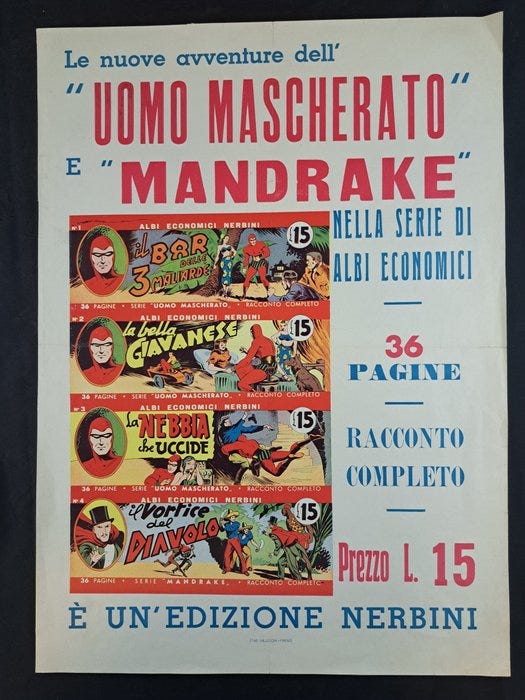 Le nuove avventure dell'
"UOMO MASCHERATO"
E "MANDRAKE"
NELLA SERIE DI
ALBI ECONOMICI
36
PAGINE
RACCONTO
COMPLETO
Prezzo L. 15
N° 1 ALBI ECONOMICI NERBINI
il BAR
DELLE
3 MALIARDE
L. 15
36 PAGINE • SERIE "UOMO MASCHERATO" • RACCONTO COMPLETO
N° 2 ALBI ECONOMICI NERBINI
la bella
GIAVANESE
L. 15
36 PAGINE • SERIE "UOMO MASCHERATO" • RACCONTO COMPLETO
N° 3 ALBI ECONOMICI NERBINI
la NEBBIA
che UCCIDE
L. 15
36 PAGINE • SERIE "UOMO MASCHERATO" • RACCONTO COMPLETO
N° 4 ALBI ECONOMICI NERBINI
il Vortice
del
DIAVOLO
L. 15
36 PAGINE • SERIE "MANDRAKE" • RACCONTO COMPLETO
È UN'EDIZIONE NERBINI